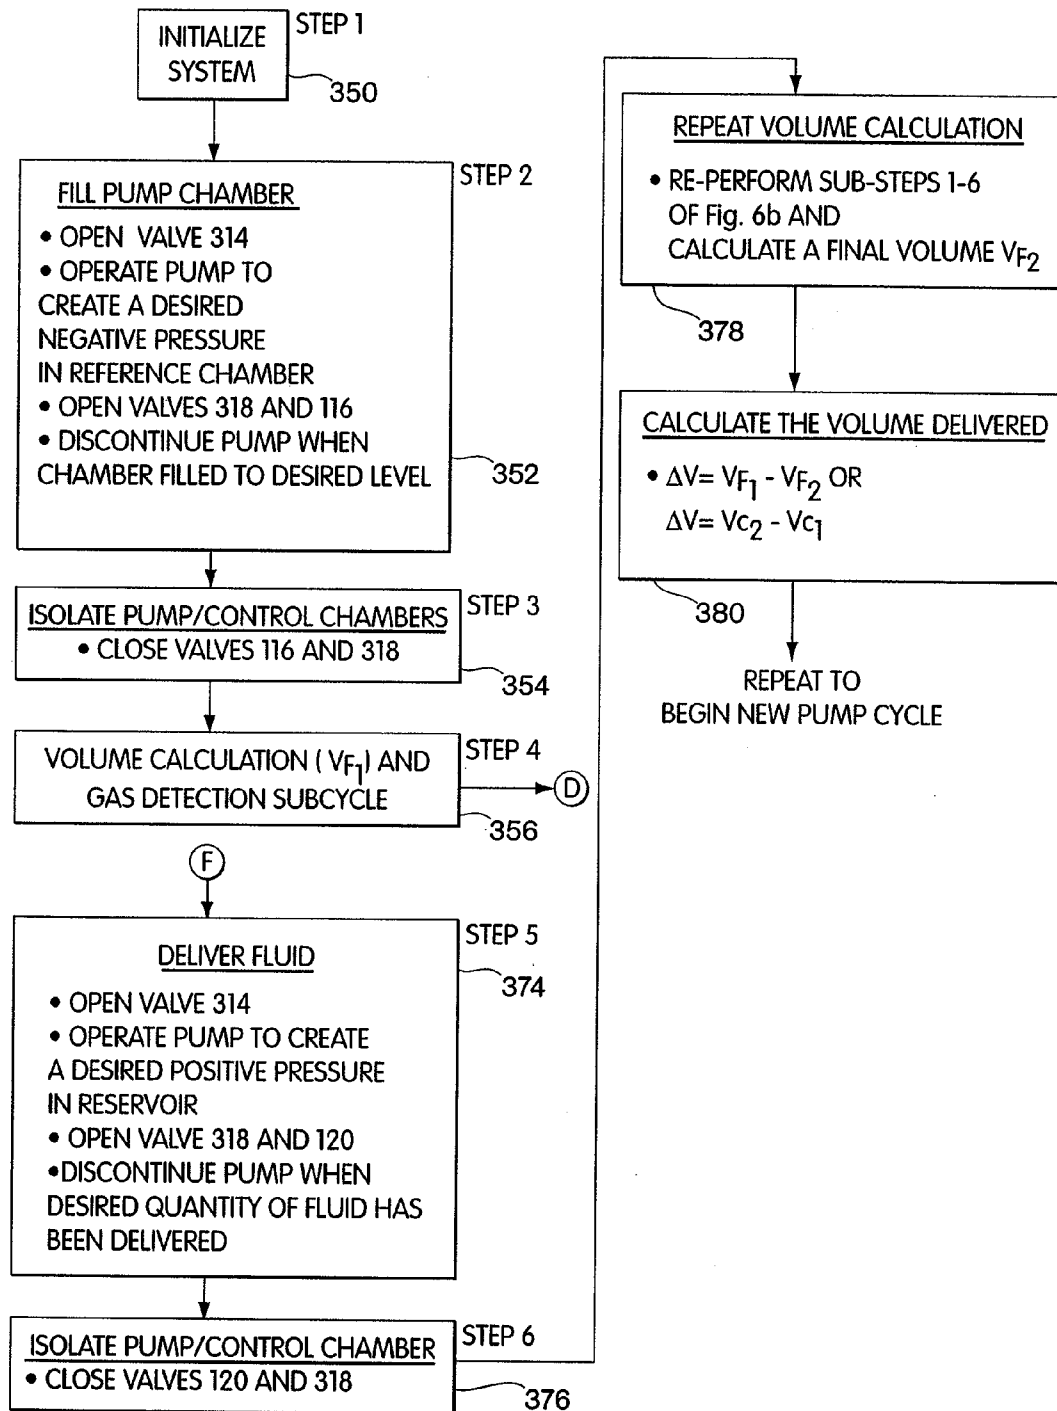 INITIALIZE
SYSTEM
STEP 1
350
FILL PUMP CHAMBER
STEP 2
• OPEN VALVE 314
• OPERATE PUMP TO
CREATE A DESIRED
NEGATIVE PRESSURE
IN REFERENCE CHAMBER
• OPEN VALVES 318 AND 116
• DISCONTINUE PUMP WHEN
CHAMBER FILLED TO DESIRED LEVEL
352
ISOLATE PUMP/CONTROL CHAMBERS
STEP 3
• CLOSE VALVES 116 AND 318
354
VOLUME CALCULATION ( VF1) AND
GAS DETECTION SUBCYCLE
STEP 4
D
356
F
DELIVER FLUID
STEP 5
374
• OPEN VALVE 314
• OPERATE PUMP TO CREATE
A DESIRED POSITIVE PRESSURE
IN RESERVOIR
• OPEN VALVE 318 AND 120
•DISCONTINUE PUMP WHEN
DESIRED QUANTITY OF FLUID HAS
BEEN DELIVERED
ISOLATE PUMP/CONTROL CHAMBER
STEP 6
• CLOSE VALVES 120 AND 318
376
REPEAT VOLUME CALCULATION
• RE-PERFORM SUB-STEPS 1-6
OF Fig. 6b AND
CALCULATE A FINAL VOLUME VF2
378
CALCULATE THE VOLUME DELIVERED
• ΔV= VF1 - VF2 OR
ΔV= Vc2 - Vc1
380
REPEAT TO
BEGIN NEW PUMP CYCLE